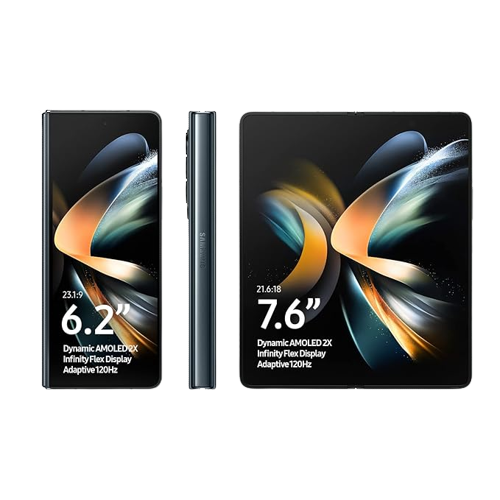 23.1:9
6.2”
Dynamic AMOLED 2X
Infinity Flex Display
Adaptive 120Hz
SAMSUNG
21.6:18
7.6”
Dynamic AMOLED 2X
Infinity Flex Display
Adaptive 120Hz